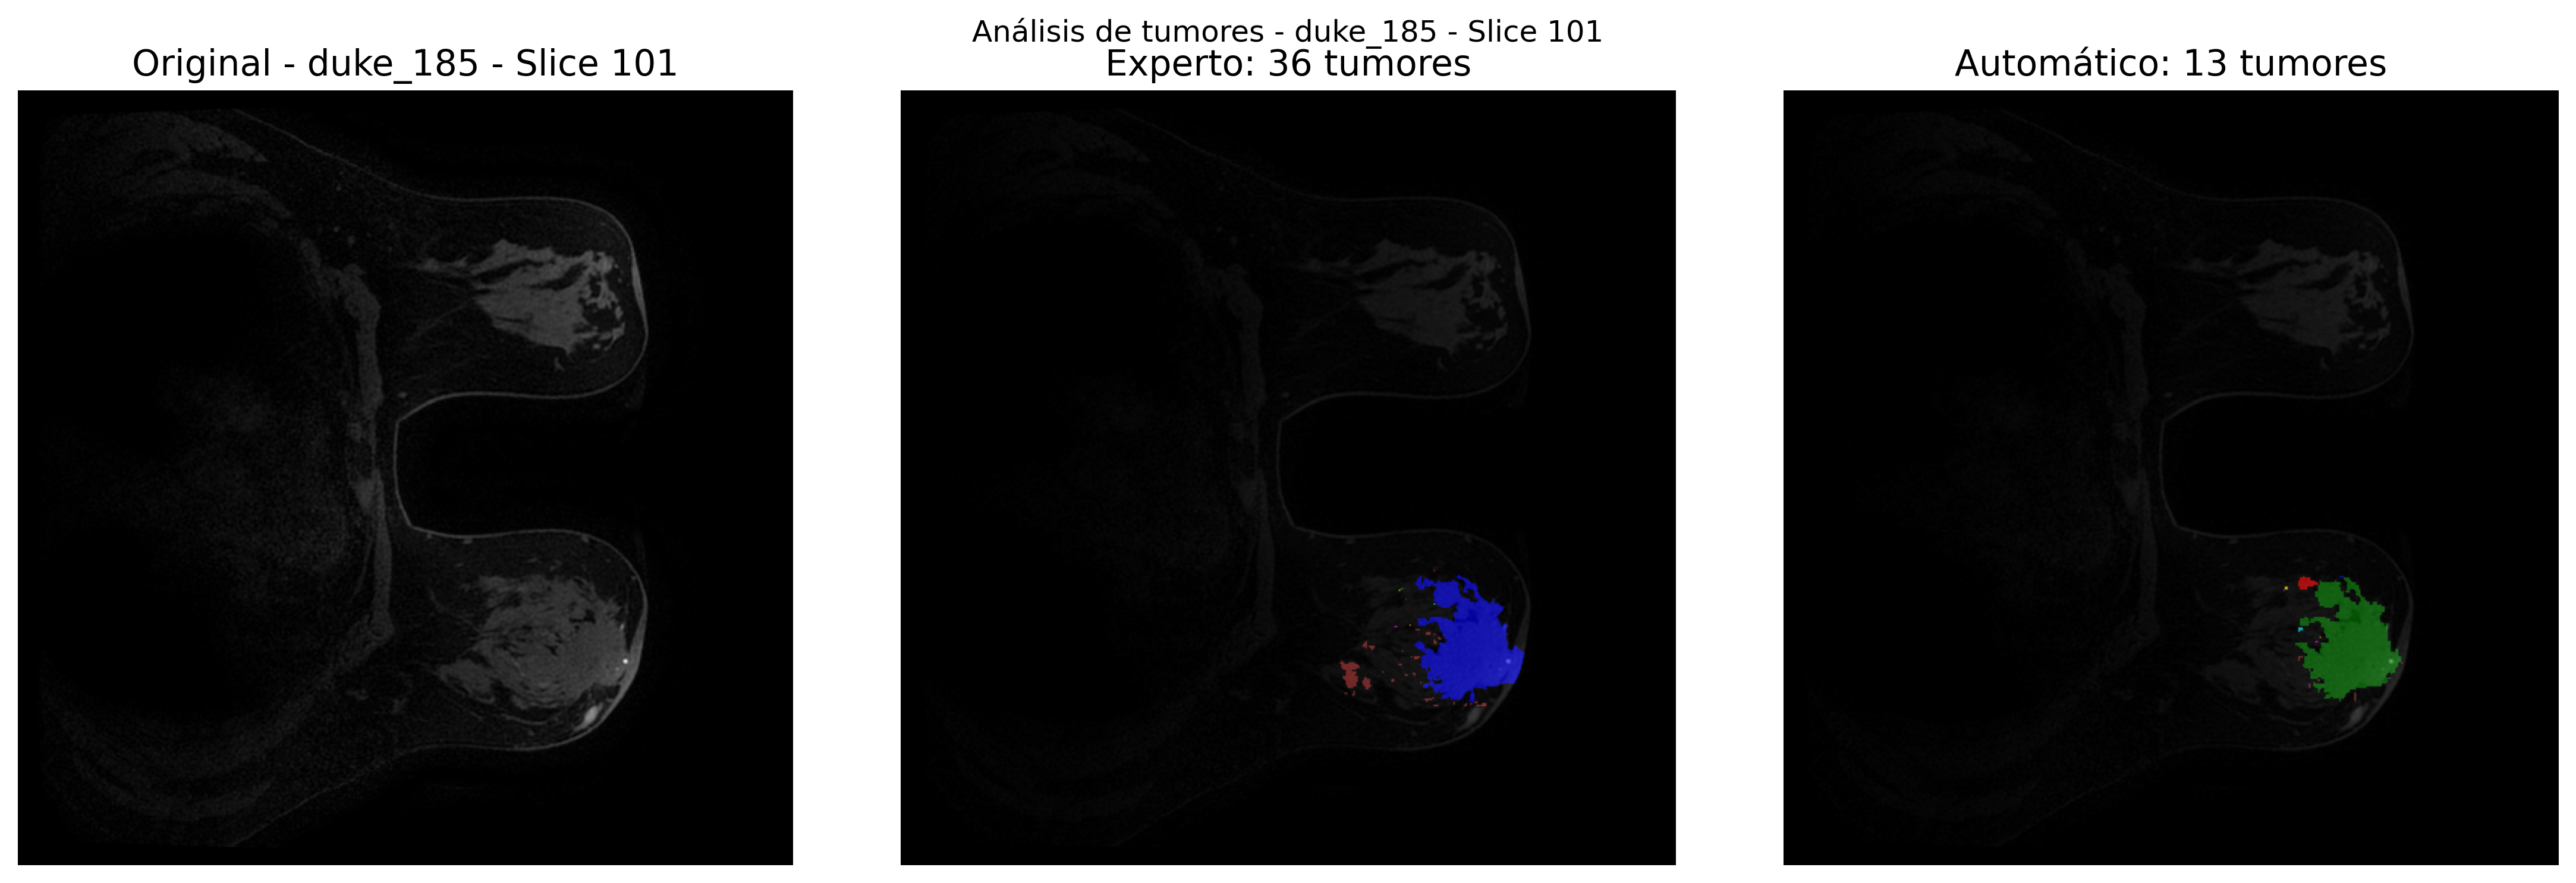 Análisis de tumores - duke_185 - Slice 101
Original - duke_185 - Slice 101
Experto: 36 tumores
Automático: 13 tumores